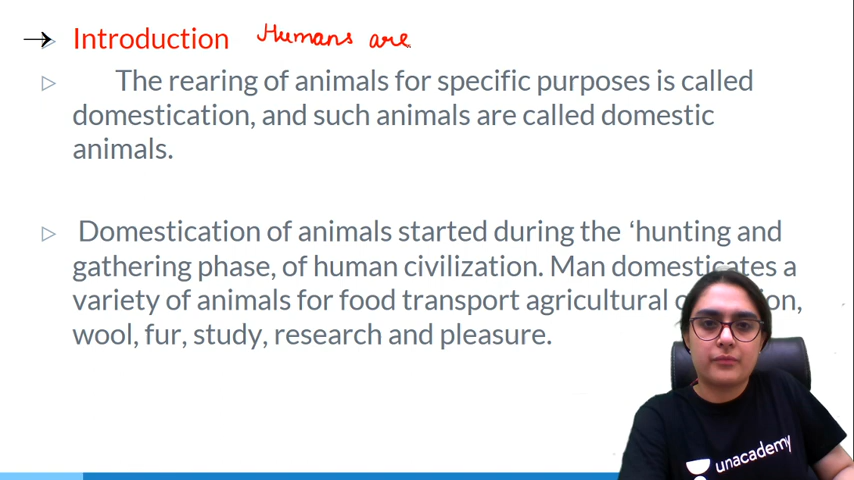 Introduction Humans are
The rearing of animals for specific purposes is called
domestication, and such animals are called domestic
animals.
Domestication of animals started during the ‘hunting and
gathering phase, of human civilization. Man domesticates a
variety of animals for food transport agricultural
wool, fur, study, research and pleasure.
unacademy